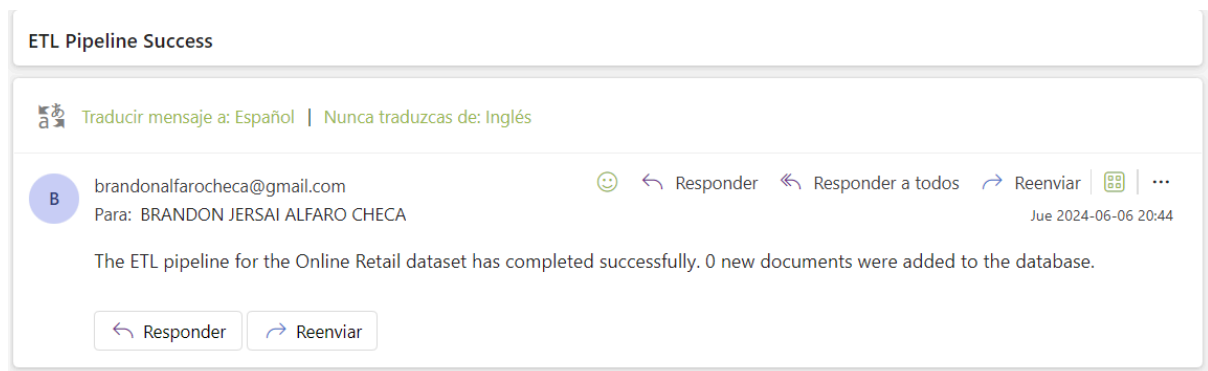 ETL Pipeline Success
Traducir mensaje a: Español | Nunca traduzcas de: Inglés
B
brandonalfarocheca@gmail.com
Responder Responder a todos Reenviar
Para: BRANDON JERSAI ALFARO CHECA
Jue 2024-06-06 20:44
The ETL pipeline for the Online Retail dataset has completed successfully. 0 new documents were added to the database.
Responder Reenviar